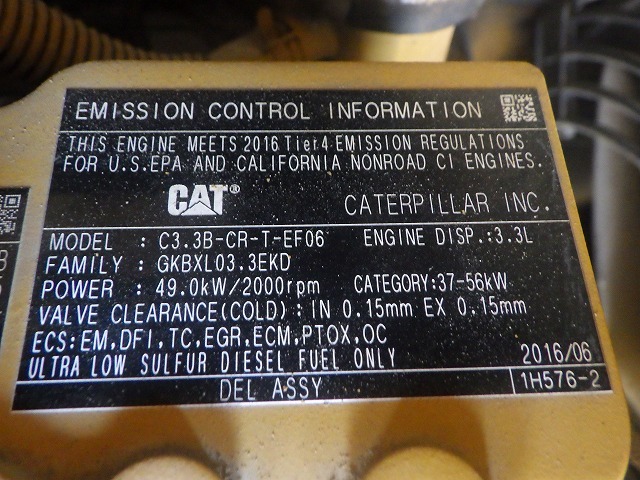 EMISSION CONTROL INFORMATION
THIS ENGINE MEETS 2016 Tier4 EMISSION REGULATIONS
FOR U.S.EPA AND CALIFORNIA NONROAD CI ENGINES.
CAT® CATERPILLAR INC.
MODEL : C3.3B-CR-T-EF06 ENGINE DISP.:3.3L
FAMILY : GKBXL03.3EKD
POWER : 49.0kW/2000rpm CATEGORY:37-56kW
VALVE CLEARANCE(COLD): IN 0.15mm EX 0.15mm
ECS:EM,DFI,TC,EGR,ECM,PTOX,OC
ULTRA LOW SULFUR DIESEL FUEL ONLY 2016/06
DEL ASSY 1H576-2